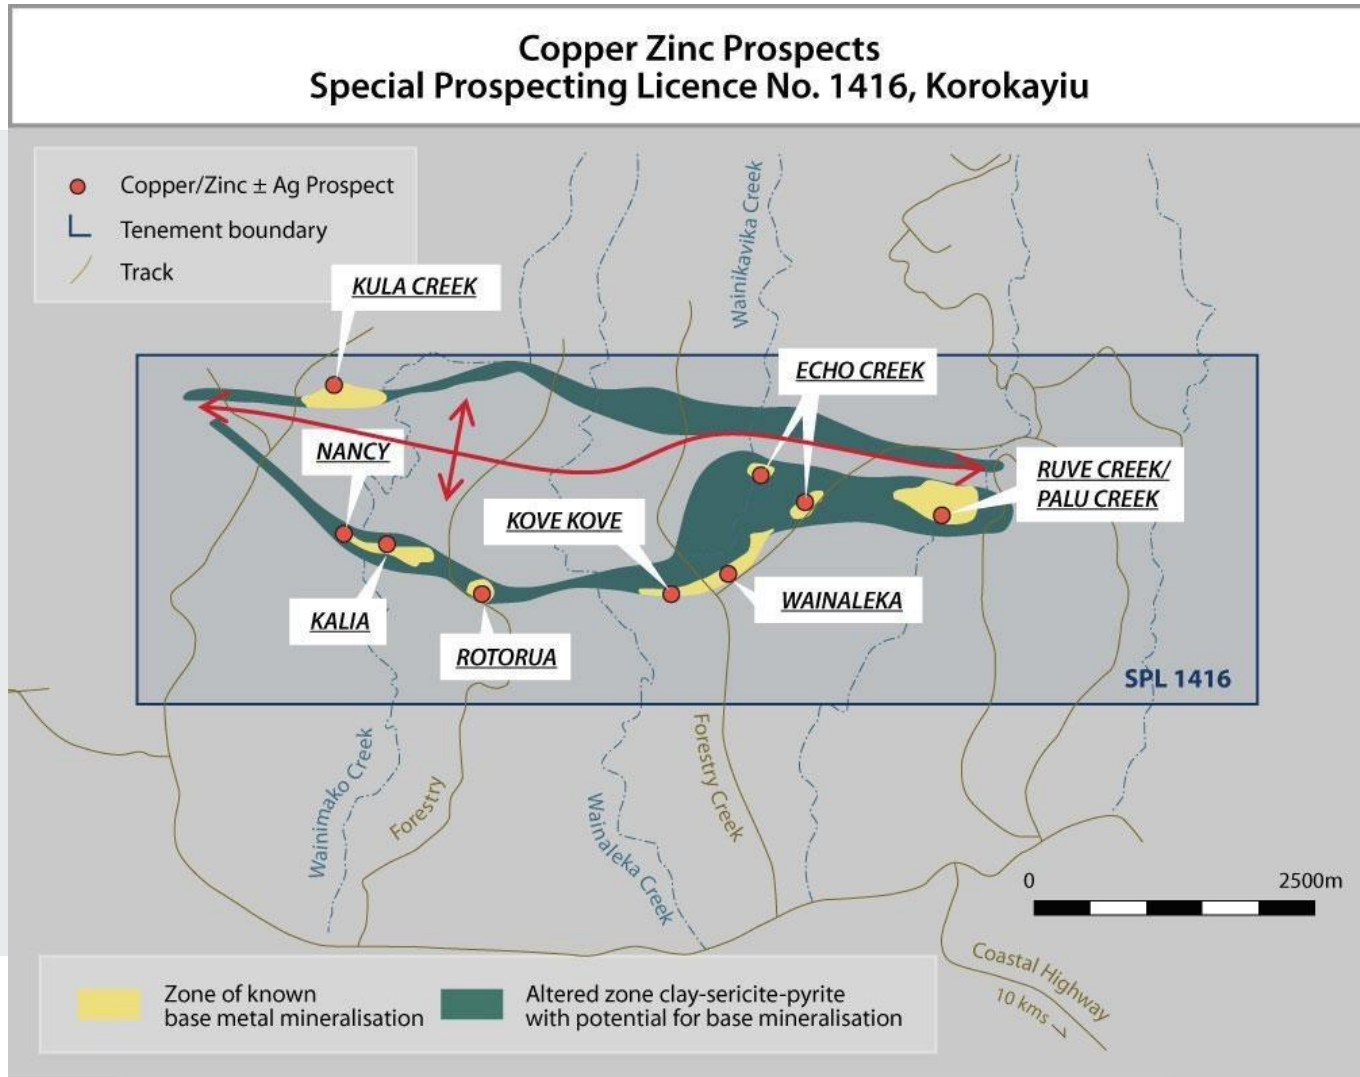 Copper Zinc Prospects
Special Prospecting Licence No. 1416, Korokayiu
Copper/Zinc ± Ag Prospect
Tenement boundary
Track
Wainikavika Creek
KULA CREEK
ECHO CREEK
NANCY
RUVE CREEK/
PALU CREEK
KOVE KOVE
KALIA
WAINALEKA
ROTORUA
SPL 1416
Wainimako Creek
Forestry
Wainaleka Creek
Forestry Creek
0 2500m
Coastal Highway
10 kms
Zone of known
base metal mineralisation
Altered zone clay-sericite-pyrite
with potential for base mineralisation